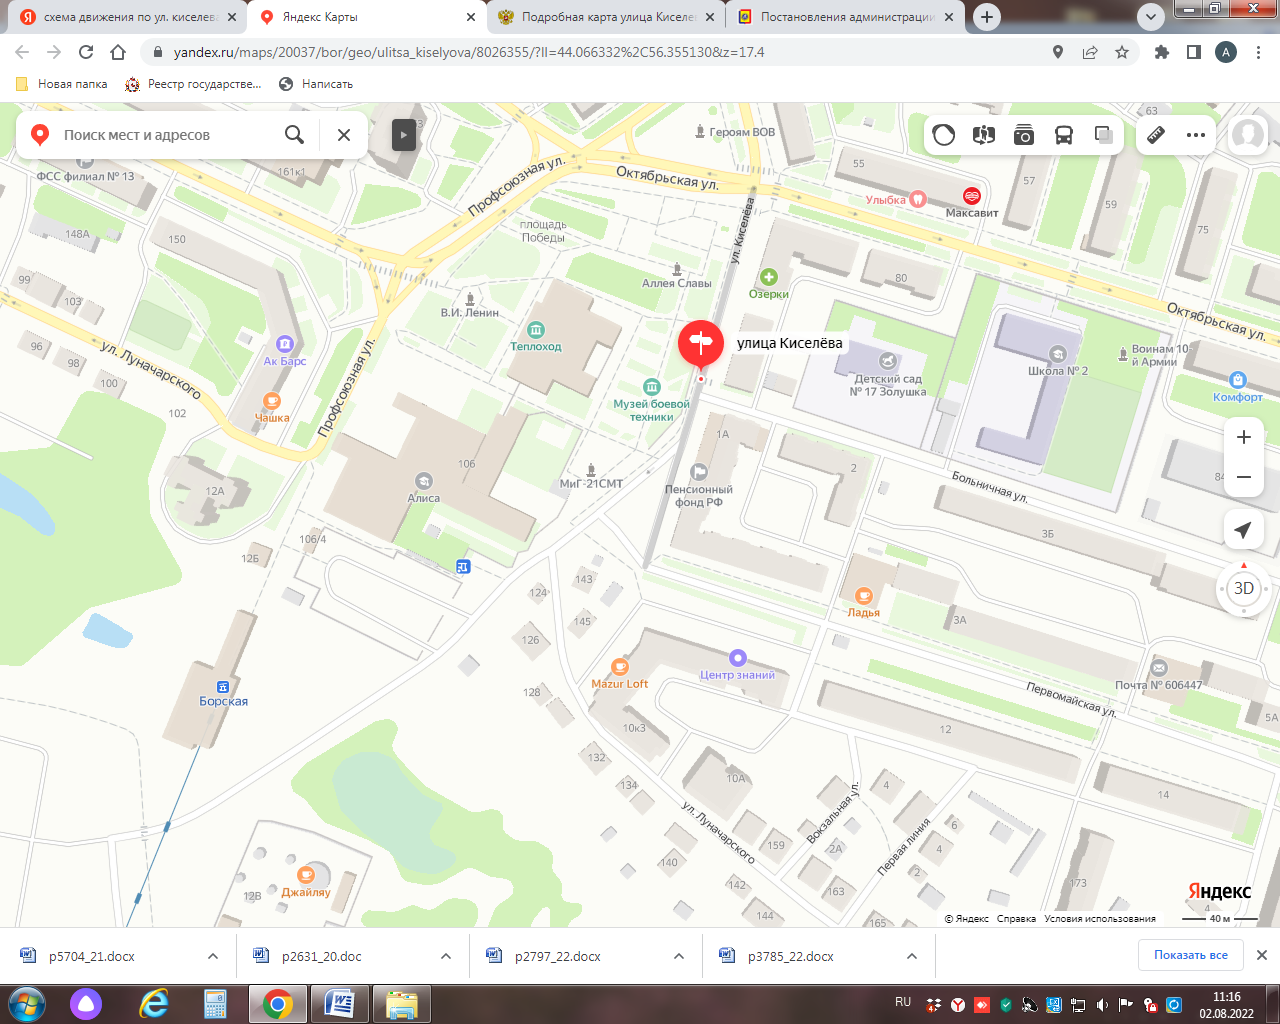 схема движения по ул. киселева
Яндекс Карты
Подробная карта улица Киселев
Постановления администрации
yandex.ru/maps/20037/bor/geo/ulitsa_kiselyova/8026355/?ll=44.066332%2C56.355130&z=17.4
A
Новая папка
Реестр государстве...
Написать
Поиск мест и адресов
ФСС филиал № 13
161к1
Профсоюзная ул.
Октябрьская ул.
Героям ВОВ
63
55
57
59
75
Улыбка
Максавит
148А
150
площадь
Победы
ул. Киселёва
99
103
Аллея Славы
Озерки
80
В.И. Ленин
Октябрьская ул.
Теплоход
улица Киселёва
96
98
100
102
ул. Луначарского
Ак Барс
Чашка
Профсоюзная ул.
Музей боевой
техники
Детский сад
№ 17 Золушка
Школа № 2
Воинам 10-
й Армии
Комфорт
1А
2
106
Алиса
МиГ-21СМТ
Пенсионный
фонд РФ
Больничная ул.
84
12А
106/4
12Б
3Б
3D
124
143
145
126
128
Ладья
3А
Mazur Loft
Центр знаний
Почта № 606447
Первомайская ул.
5А
Борская
10к3
12
132
134
10А
14
4
ул. Луначарского
Вокзальная ул.
Первая линия
6
4
2А
2
159
140
142
144
163
165
173
4
Джайляу
12В
Яндекс
© Яндекс Справка Условия использования
40 м
p5704_21.docx
p2631_20.doc
p2797_22.docx
p3785_22.docx
Показать все
RU
11:16
02.08.2022